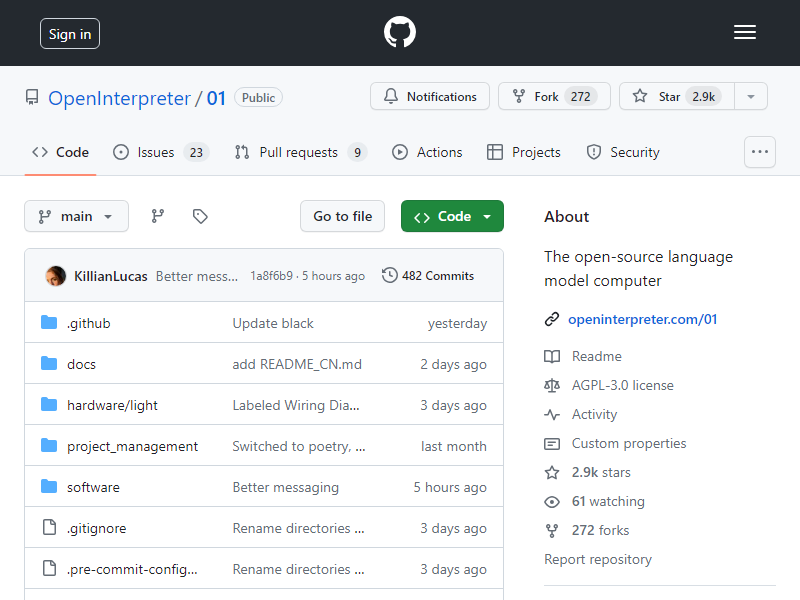 Sign in
OpenInterpreter / 01 Public
Notifications Fork 272 Star 2.9k
Code Issues 23 Pull requests 9 Actions Projects Security
main Go to file Code
KillianLucas Better mess... 1a8f6b9 · 5 hours ago 482 Commits
.github Update black yesterday
docs add README_CN.md 2 days ago
hardware/light Labeled Wiring Dia... 3 days ago
project_management Switched to poetry, ... last month
software Better messaging 5 hours ago
.gitignore Rename directories ... 3 days ago
.pre-commit-config... Rename directories ... 3 days ago
About
The open-source language
model computer
openinterpreter.com/01
Readme
AGPL-3.0 license
Activity
Custom properties
2.9k stars
61 watching
272 forks
Report repository